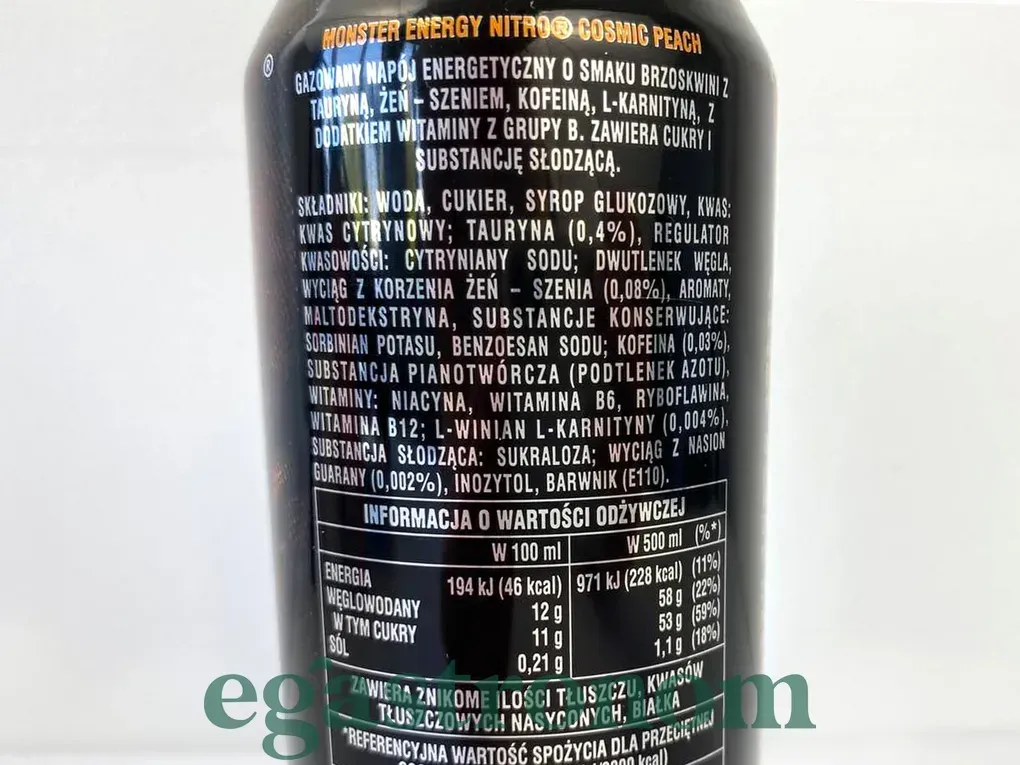 MONSTER ENERGY NITRO® COSMIC PEACH
®
GAZOWANY NAPÓJ ENERGETYCZNY O SMAKU BRZOSKWINI Z
TAURYNĄ, ŻEŃ – SZENIEM, KOFEINĄ, L-KARNITYNĄ, Z
DODATKIEM WITAMINY Z GRUPY B. ZAWIERA CUKRY I
SUBSTANCJĘ SŁODZĄCĄ.
SKŁADNIKI: WODA, CUKIER, SYROP GLUKOZOWY, KWAS:
KWAS CYTRYNOWY; TAURYNA (0,4%), REGULATOR
KWASOWOŚCI: CYTRYNIANY SODU; DWUTLENEK WĘGLA,
WYCIĄG Z KORZENIA ŻEŃ – SZENIA (0,08%), AROMATY,
MALTODEKSTRYNA, SUBSTANCJE KONSERWUJĄCE:
SORBINIAN POTASU, BENZOESAN SODU; KOFEINA (0,03%),
SUBSTANCJA PIANOTWÓRCZA (PODTLENEK AZOTU),
WITAMINY: NIACYNA, WITAMINA B6, RYBOFLAWINA,
WITAMINA B12; L-WINIAN L-KARNITYNY (0,004%),
SUBSTANCJA SŁODZĄCA: SUKRALOZA; WYCIĄG Z NASION
GUARANY (0,002%), INOZYTOL, BARWNIK (E110).
INFORMACJA O WARTOŚCI ODŻYWCZEJ
W 100 ml W 500 ml (%*)
ENERGIA 194 kJ (46 kcal) 971 kJ (228 kcal) (11%)
WĘGLOWODANY 12 g 58 g (22%)
W TYM CUKRY 11 g 53 g (59%)
SÓL 0,21 g 1,1 g (18%)
ZAWIERA ZNIKOME ILOŚCI TŁUSZCZU, KWASÓW
TŁUSZCZOWYCH NASYCONYCH, BIAŁKA
*REFERENCYJNA WARTOŚĆ SPOŻYCIA DLA PRZECIĘTNEJ
kcal)